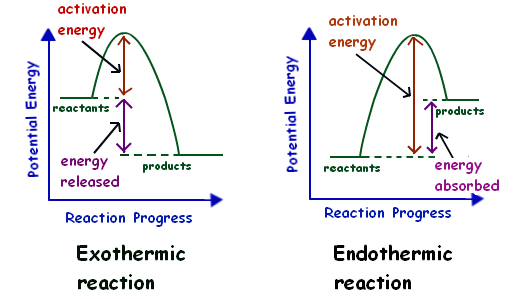 activation
energy
Potential Energy
reactants
energy
released
products
Reaction Progress
Exothermic
reaction
activation
energy
Potential Energy
products
reactants
energy
absorbed
Reaction Progress
Endothermic
reaction